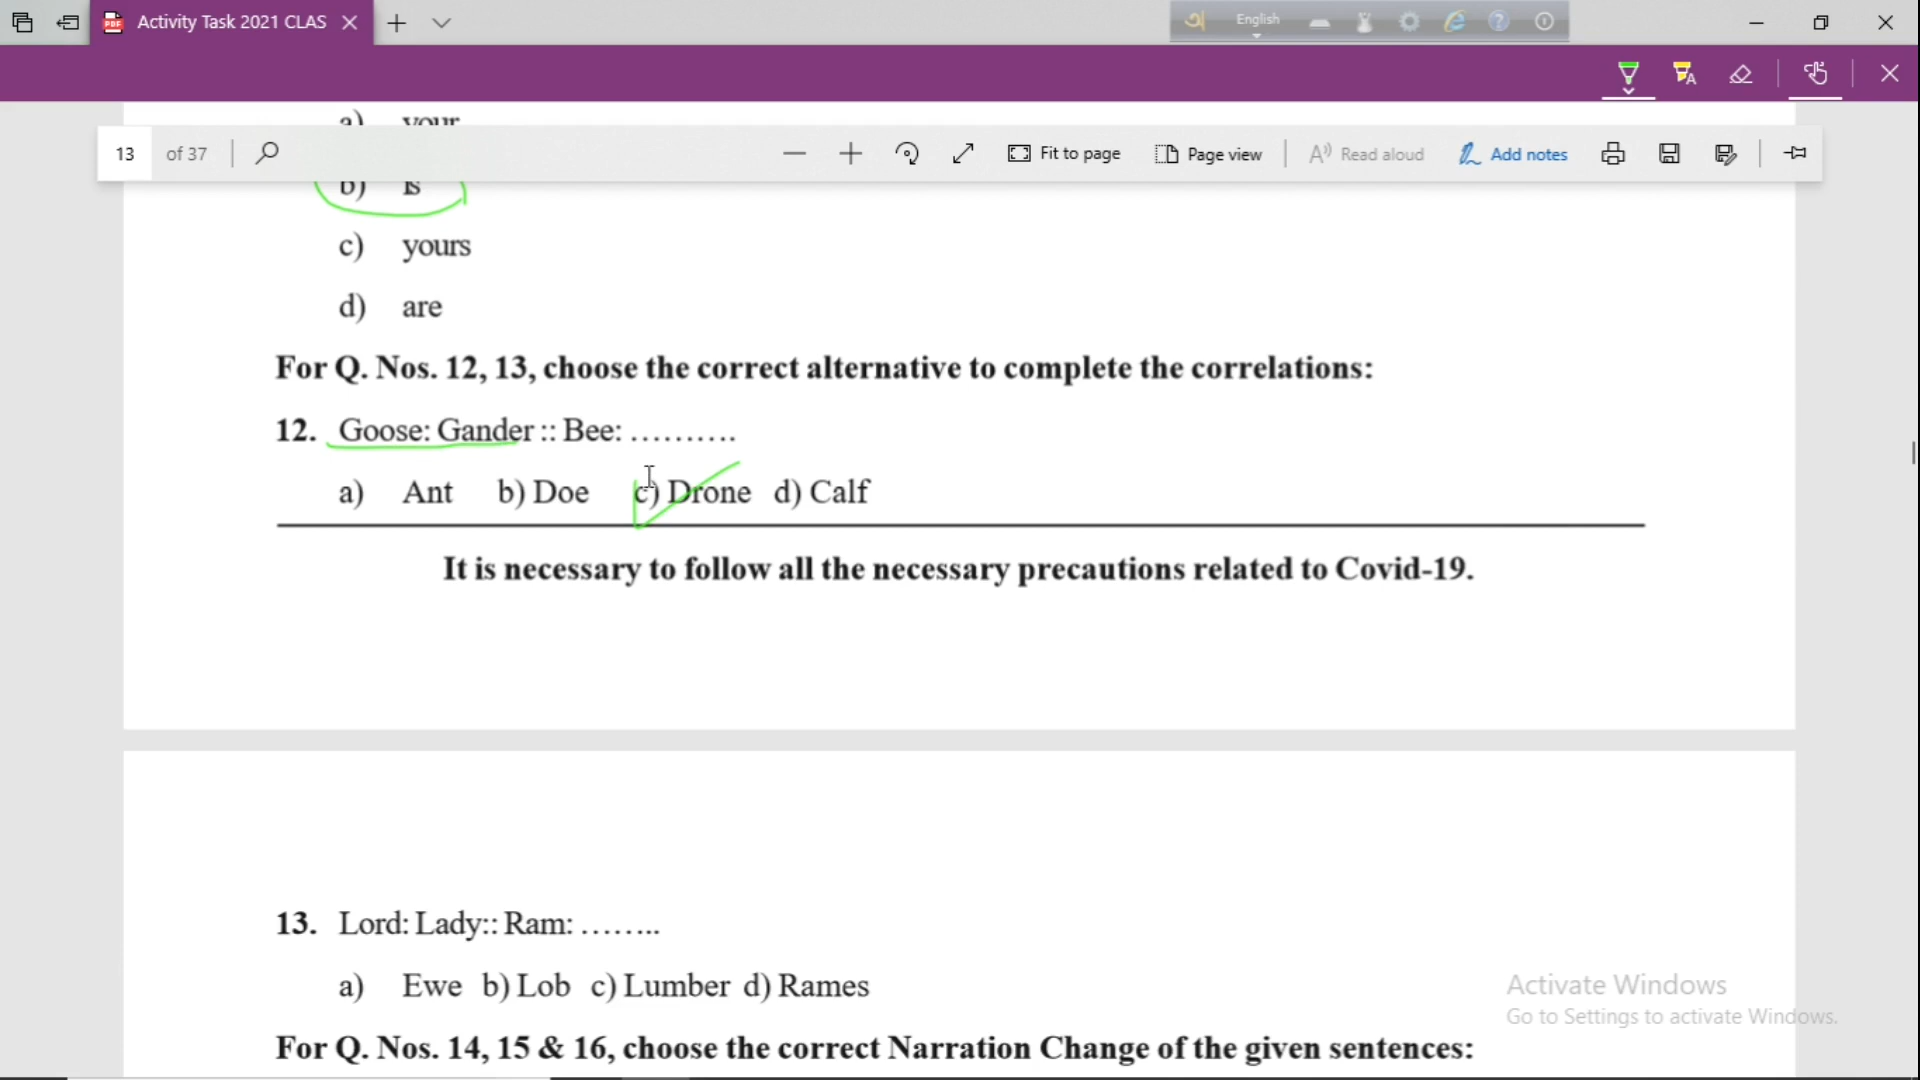 Activity Task 2021 CLAS
English
a) your
13 of 37
Fit to page
Page view
Read aloud
Add notes
b) is
c) yours
d) are
For Q. Nos. 12, 13, choose the correct alternative to complete the correlations:
12. Goose: Gander :: Bee: ..........
a) Ant b) Doe c) Drone d) Calf
It is necessary to follow all the necessary precautions related to Covid-19.
13. Lord: Lady:: Ram: ........
a) Ewe b) Lob c) Lumber d) Rames
Activate Windows
Go to Settings to activate Windows.
For Q. Nos. 14, 15 & 16, choose the correct Narration Change of the given sentences: